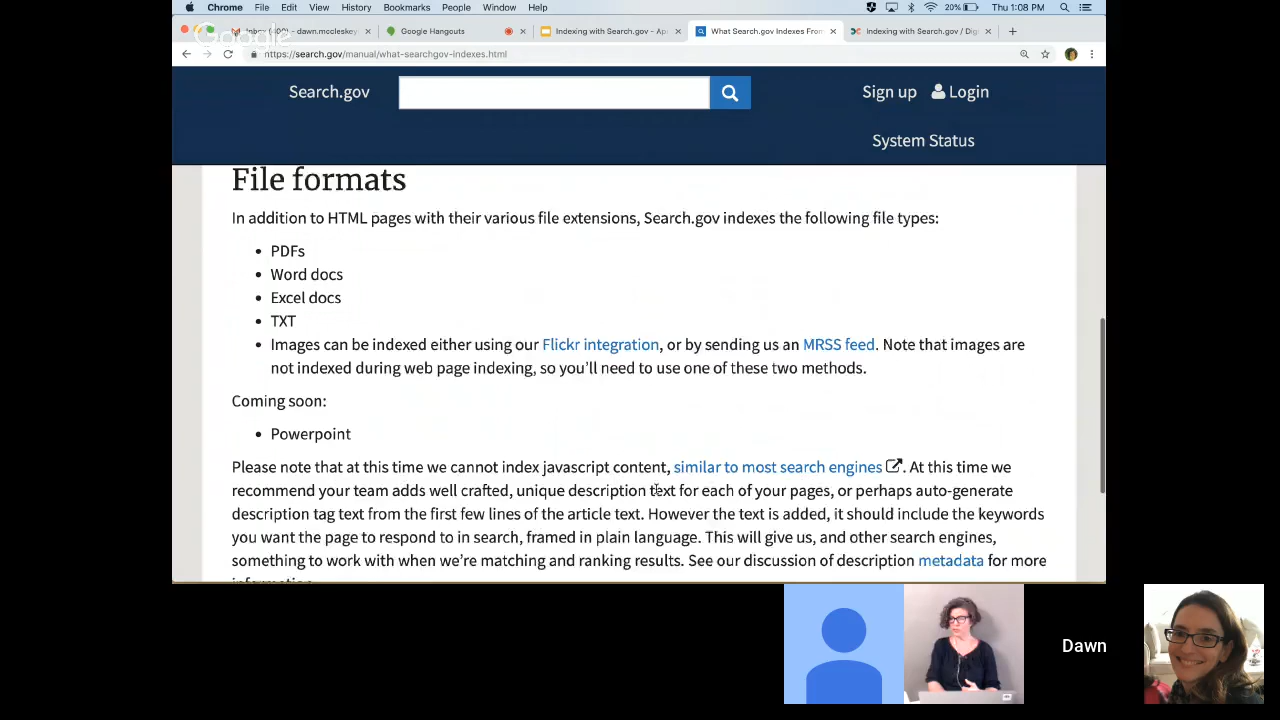 Chrome File Edit View History Bookmarks People Window Help 20% Thu 1:08 PM
Google
dawn.mccleskey Google Hangouts Indexing with Search.gov - Ap What Search.gov Indexes From Indexing with Search.gov / Dig
https://search.gov/manual/what-searchgov-indexes.html
Search.gov Sign up Login
System Status
File formats
In addition to HTML pages with their various file extensions, Search.gov indexes the following file types:
• PDFs
• Word docs
• Excel docs
• TXT
• Images can be indexed either using our Flickr integration, or by sending us an MRSS feed. Note that images are
not indexed during web page indexing, so you'll need to use one of these two methods.
Coming soon:
• Powerpoint
Please note that at this time we cannot index javascript content, similar to most search engines. At this time we
recommend your team adds well crafted, unique description text for each of your pages, or perhaps auto-generate
description tag text from the first few lines of the article text. However the text is added, it should include the keywords
you want the page to respond to in search, framed in plain language. This will give us, and other search engines,
something to work with when we're matching and ranking results. See our discussion of description metadata for more
Dawn